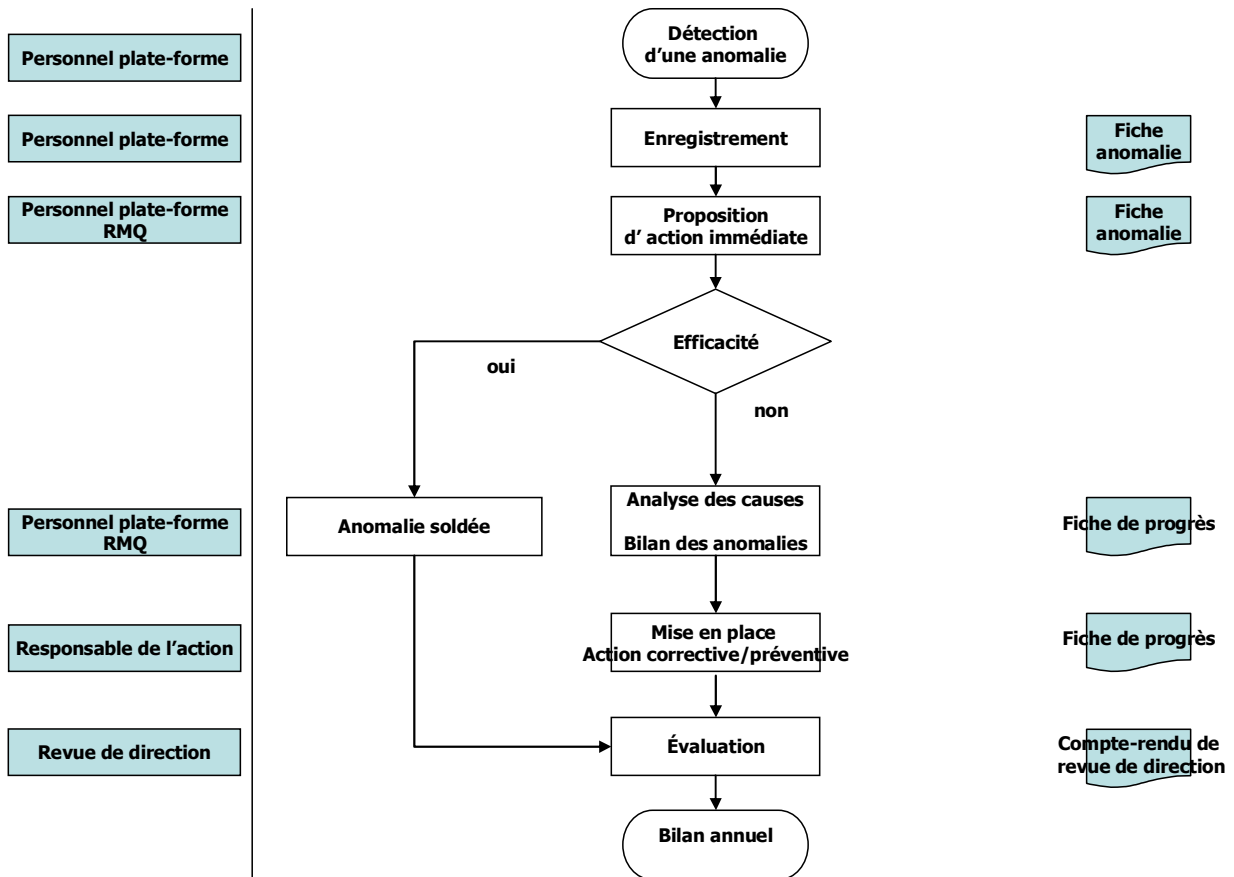 Détection
d’une anomalie
Personnel plate-forme
Personnel plate-forme
Enregistrement
Fiche
anomalie
Personnel plate-forme
RMQ
Proposition
d’ action immédiate
Fiche
anomalie
Efficacité
oui
non
Personnel plate-forme
RMQ
Anomalie soldée
Analyse des causes
Bilan des anomalies
Fiche de progrès
Responsable de l’action
Mise en place
Action corrective/préventive
Fiche de progrès
Revue de direction
Évaluation
Compte-rendu de
revue de direction
Bilan annuel